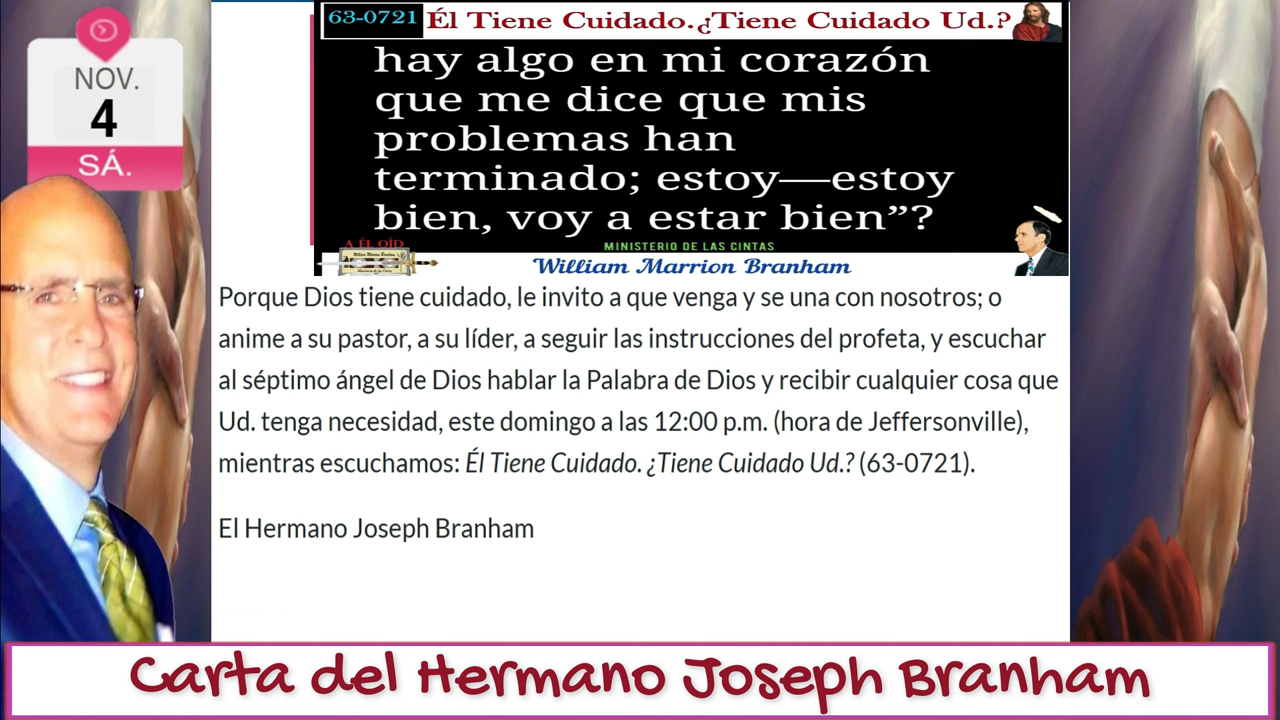 NOV.
4
SÁ.
63-0721
Él Tiene Cuidado.¿Tiene Cuidado Ud.?
hay algo en mi corazón
que me dice que mis
problemas han
terminado; estoy—estoy
bien, voy a estar bien”?
A ÉL OÍD
MINISTERIO DE LAS CINTAS
William Marrion Branham
Porque Dios tiene cuidado, le invito a que venga y se una con nosotros; o
anime a su pastor, a su líder, a seguir las instrucciones del profeta, y escuchar
al séptimo ángel de Dios hablar la Palabra de Dios y recibir cualquier cosa que
Ud. tenga necesidad, este domingo a las 12:00 p.m. (hora de Jeffersonville),
mientras escuchamos: Él Tiene Cuidado. ¿Tiene Cuidado Ud.? (63-0721).
El Hermano Joseph Branham
Carta del Hermano Joseph Branham